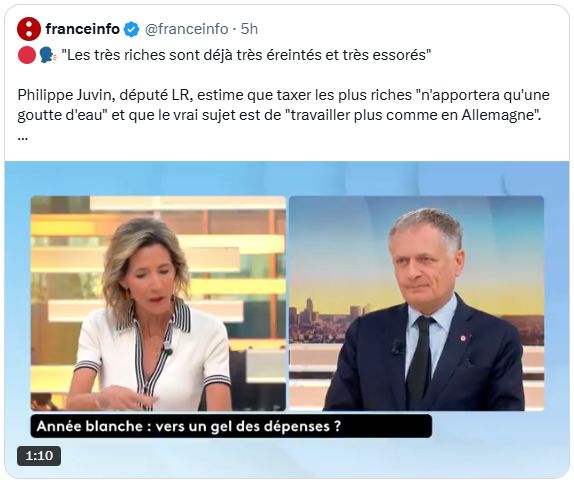 franceinfo @franceinfo · 5h
🔴🗣️ "Les très riches sont déjà très éreintés et très essorés"
Philippe Juvin, député LR, estime que taxer les plus riches "n'apportera qu'une
goutte d'eau" et que le vrai sujet est de "travailler plus comme en Allemagne".
...
Année blanche : vers un gel des dépenses ?
1:10